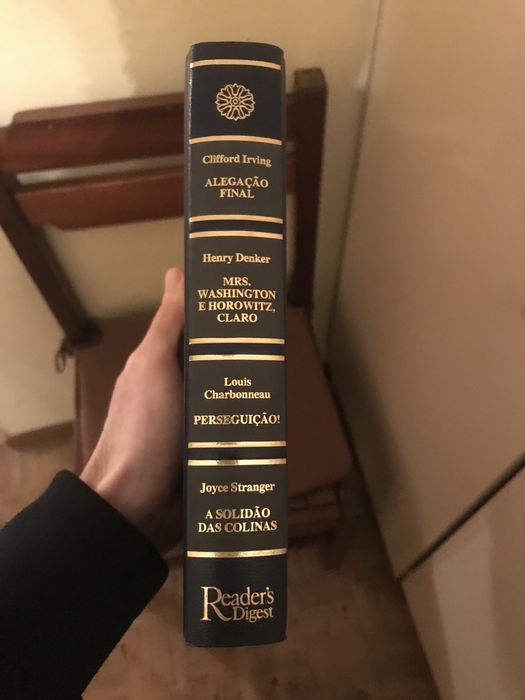 Clifford Irving
ALEGAÇÃO
FINAL
Henry Denker
MRS.
WASHINGTON
E HOROWITZ,
CLARO
Louis
Charbonneau
PERSEGUIÇÃO!
Joyce Stranger
A SOLIDÃO
DAS COLINAS
Reader's
Digest